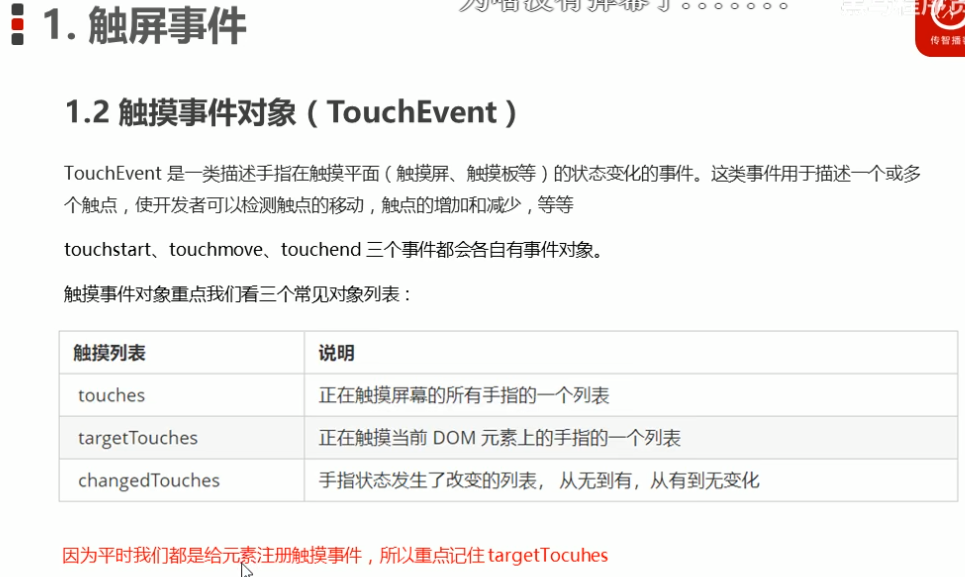 为啥没有弹幕了.......
1. 触屏事件
传智播
1.2 触摸事件对象（TouchEvent）
TouchEvent 是一类描述手指在触摸平面（触摸屏、触摸板等）的状态变化的事件。这类事件用于描述一个或多
个触点，使开发者可以检测触点的移动，触点的增加和减少，等等
touchstart、touchmove、touchend 三个事件都会各自有事件对象。
触摸事件对象重点我们看三个常见对象列表：
触摸列表 说明
touches 正在触摸屏幕的所有手指的一个列表
targetTouches 正在触摸当前 DOM 元素上的手指的一个列表
changedTouches 手指状态发生了改变的列表， 从无到有，从有到无变化
因为平时我们都是给元素注册触摸事件，所以重点记住 targetTocuhes